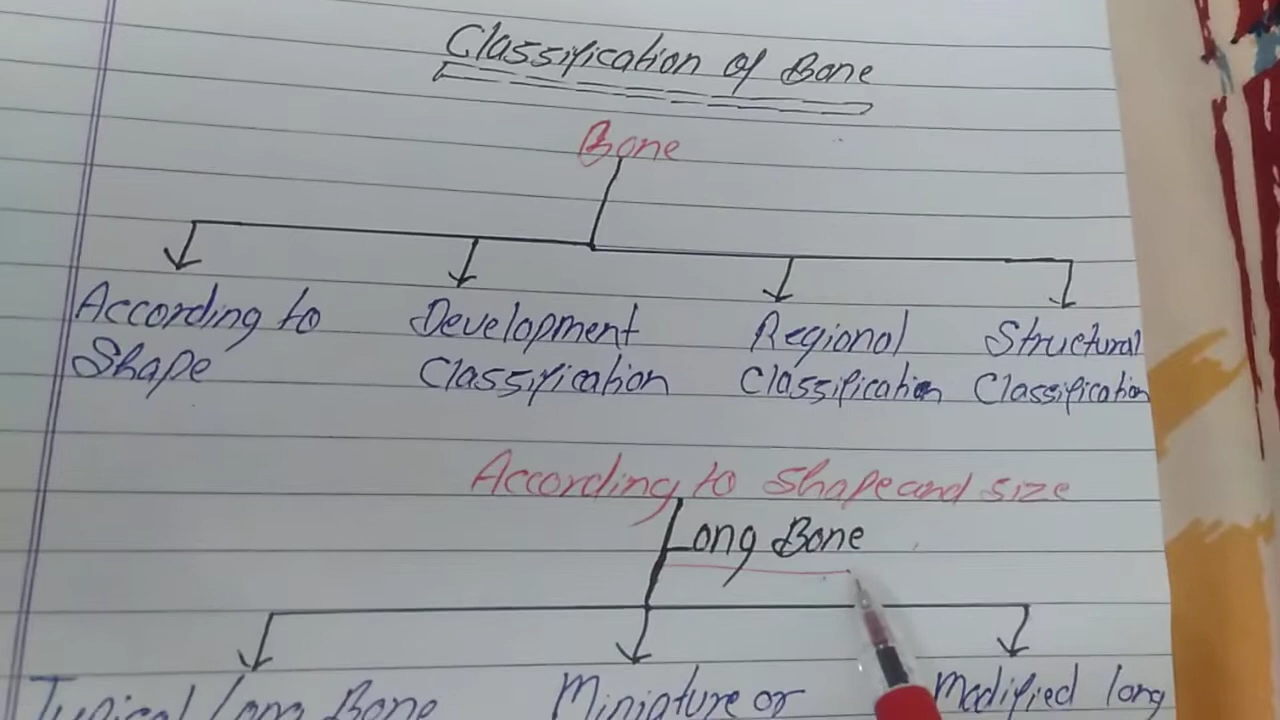 Classification of Bone
Bone
According to Development Regional Structural
Shape Classification Classification Classification
According to Shape and size
Long Bone
Typical Long Bone Miniature or Modified long